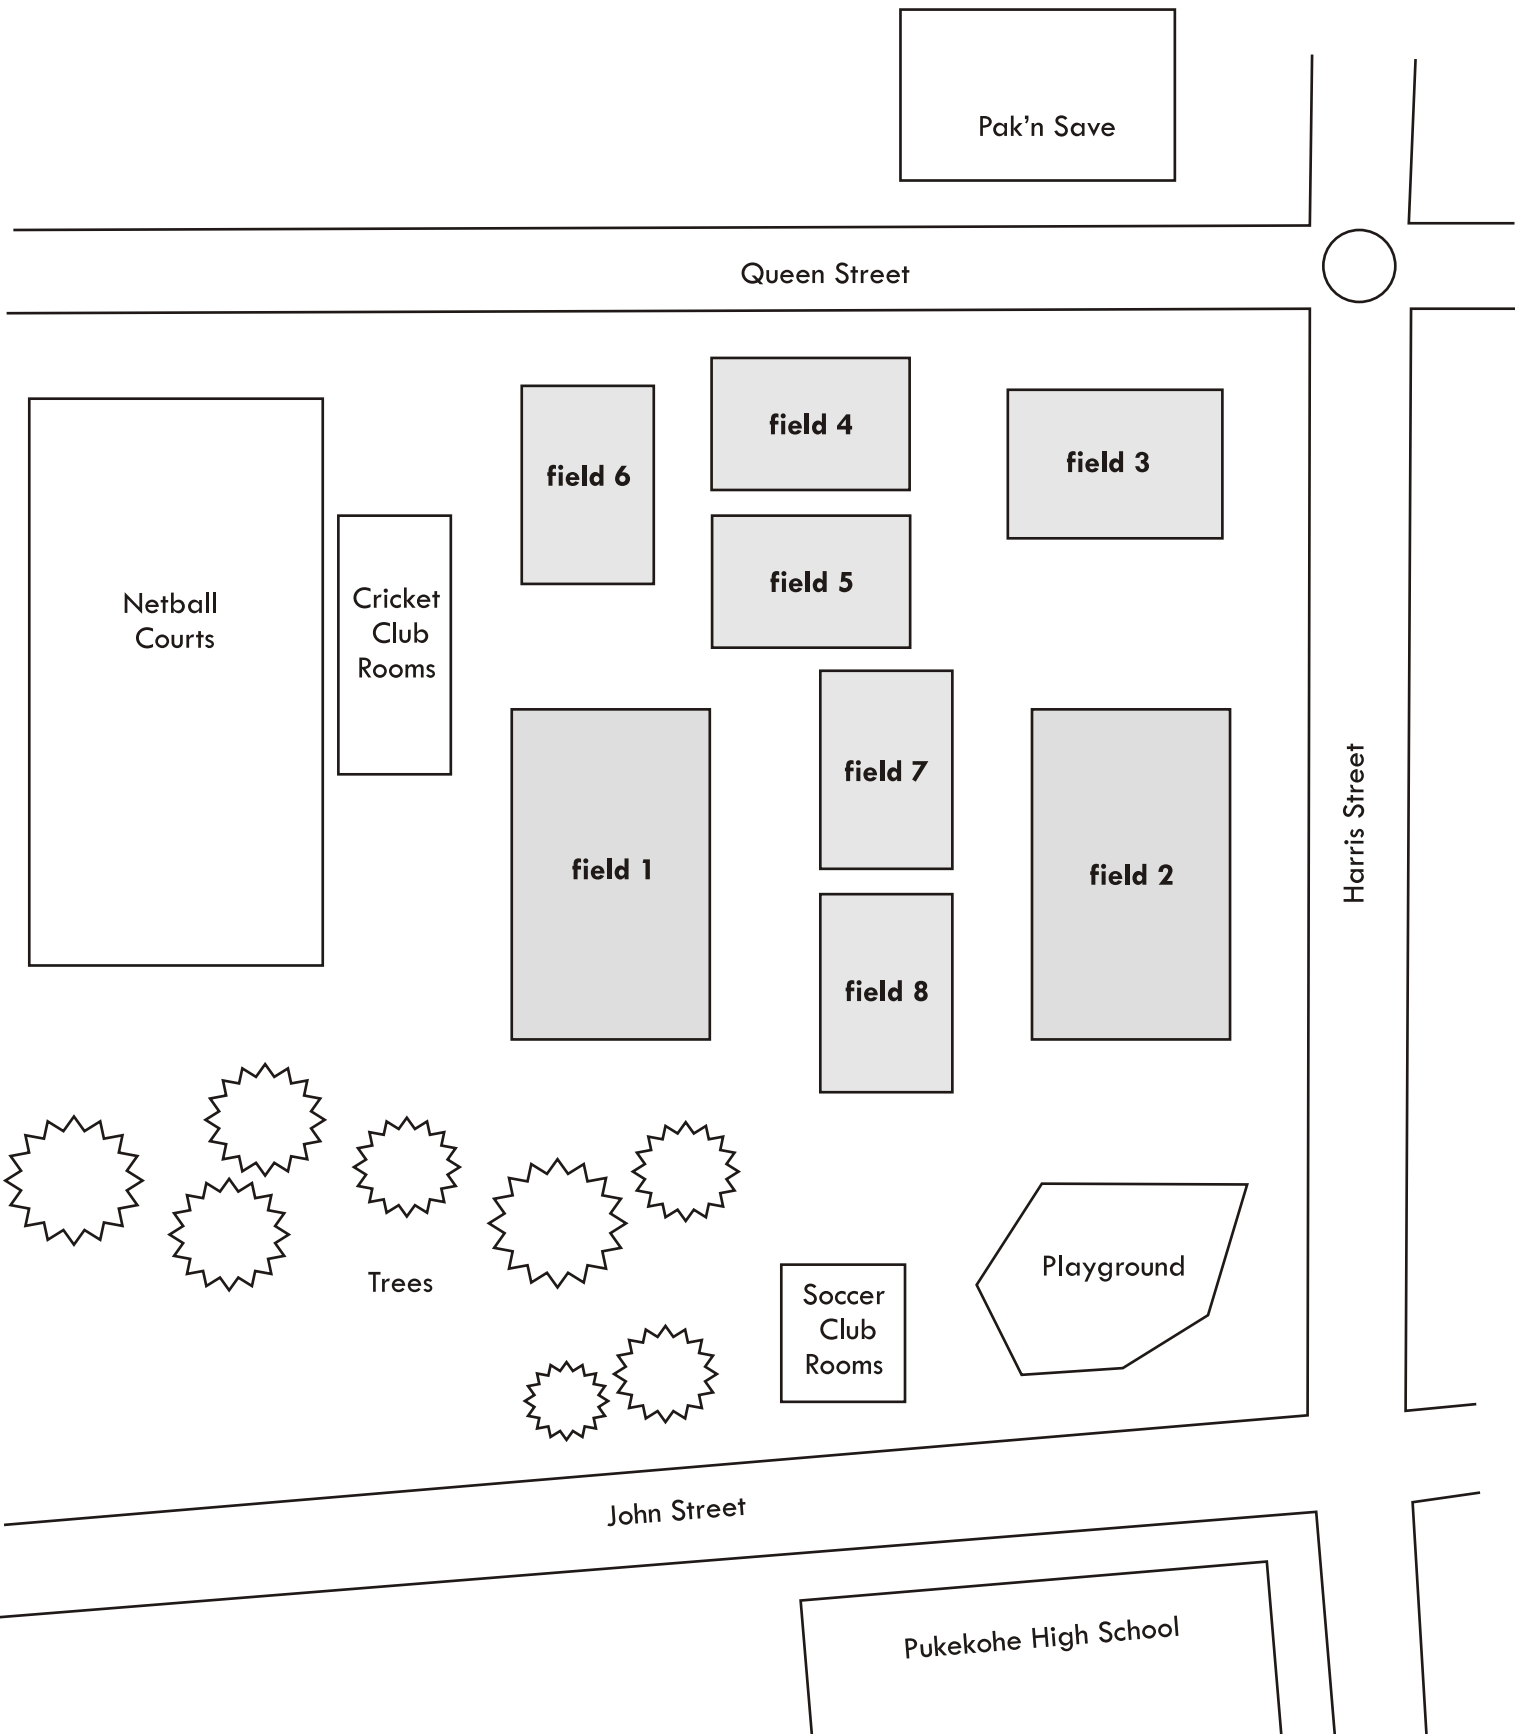 Pak'n Save
Queen Street
field 4
field 3
field 6
field 5
Netball
Courts
Cricket
Club
Rooms
field 7
Harris Street
field 1
field 2
field 8
Trees
Playground
Soccer
Club
Rooms
John Street
Pukekohe High School